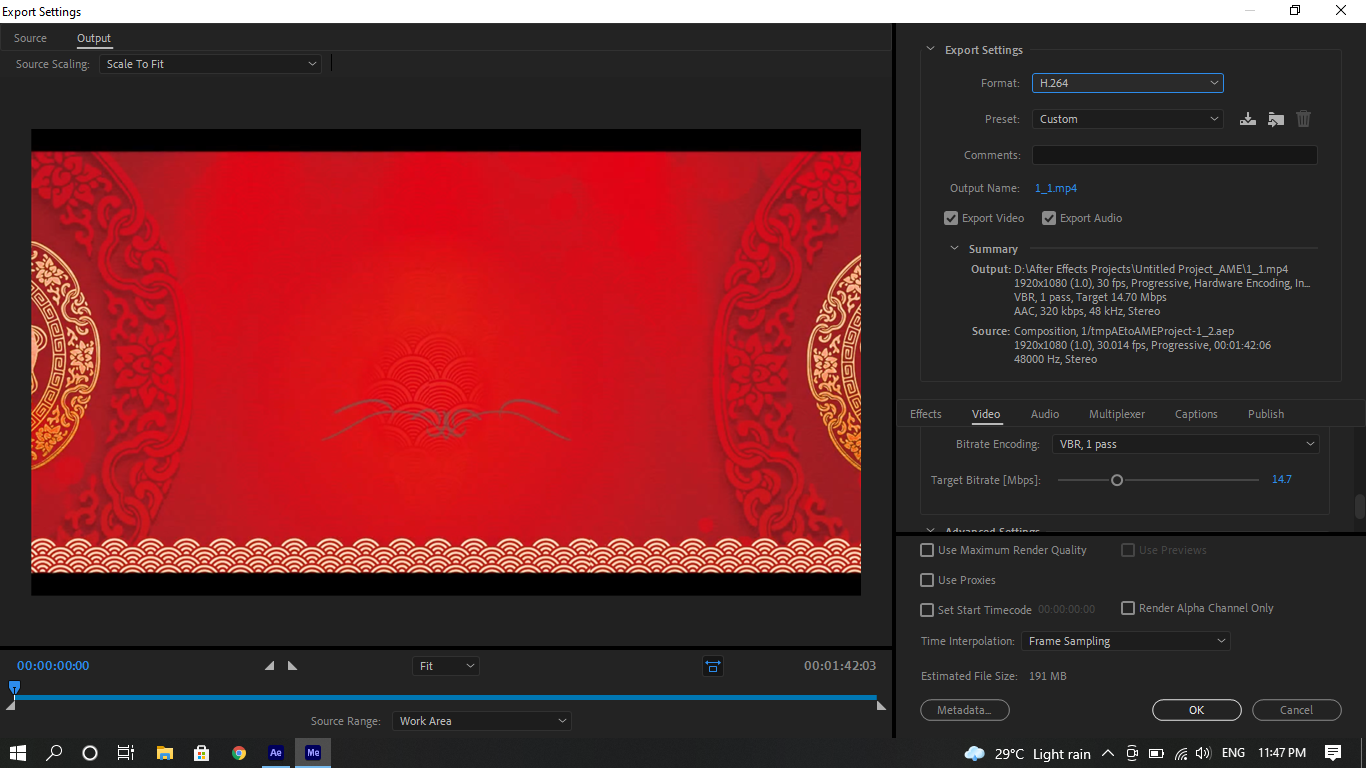 Export Settings
Source
Output
Source Scaling:
Scale To Fit
00:00:00:00
Fit
00:01:42:03
Source Range:
Work Area
Export Settings
Format:
H.264
Preset:
Custom
Comments:
Output Name:
1_1.mp4
Export Video
Export Audio
Summary
Output: D:\After Effects Projects\Untitled Project_AME\1_1.mp4
1920x1080 (1.0), 30 fps, Progressive, Hardware Encoding, In...
VBR, 1 pass, Target 14.70 Mbps
AAC, 320 kbps, 48 kHz, Stereo
Source: Composition, 1/tmpAEtoAMEProject-1_2.aep
1920x1080 (1.0), 30.014 fps, Progressive, 00:01:42:06
48000 Hz, Stereo
Effects
Video
Audio
Multiplexer
Captions
Publish
Bitrate Encoding:
VBR, 1 pass
Target Bitrate [Mbps]:
14.7
Advanced Settings
Use Maximum Render Quality
Use Previews
Use Proxies
Set Start Timecode
00:00:00:00
Render Alpha Channel Only
Time Interpolation:
Frame Sampling
Estimated File Size:
191 MB
Metadata...
OK
Cancel
Ae
Me
29°C Light rain
ENG
11:47 PM